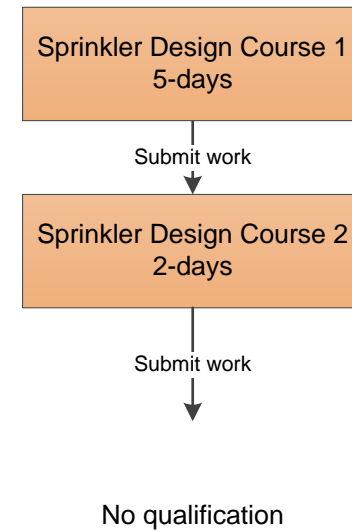 Sprinkler Design Course 1
5-days
Submit work
Sprinkler Design Course 2
2-days
Submit work
No qualification